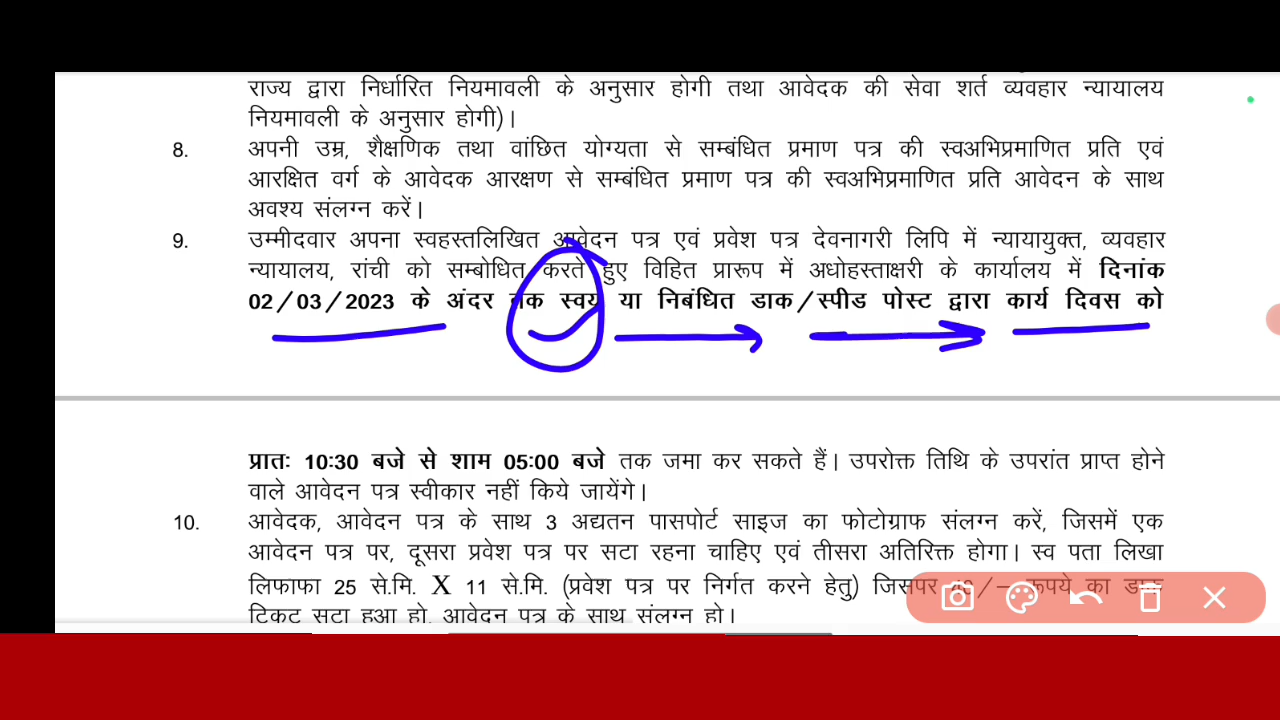 राज्य द्वारा निर्धारित नियमावली के अनुसार होगी तथा आवेदक की सेवा शर्त व्यवहार न्यायालय
नियमावली के अनुसार होगी)।
8. अपनी उम्र, शैक्षणिक तथा वांछित योग्यता से सम्बंधित प्रमाण पत्र की स्वअभिप्रमाणित प्रति एवं
आरक्षित वर्ग के आवेदक आरक्षण से सम्बंधित प्रमाण पत्र की स्वअभिप्रमाणित प्रति आवेदन के साथ
अवश्य संलग्न करें।
9. उम्मीदवार अपना स्वहस्तलिखित आवेदन पत्र एवं प्रवेश पत्र देवनागरी लिपि में न्यायायुक्त, व्यवहार
न्यायालय, रांची को सम्बोधित करते हुए विहित प्रारूप में अधोहस्ताक्षरी के कार्यालय में दिनांक
02/03/2023 के अंदर तक स्वयं या निबंधित डाक/स्पीड पोस्ट द्वारा कार्य दिवस को
प्रातः 10:30 बजे से शाम 05:00 बजे तक जमा कर सकते हैं। उपरोक्त तिथि के उपरांत प्राप्त होने
वाले आवेदन पत्र स्वीकार नहीं किये जायेंगे।
10. आवेदक, आवेदन पत्र के साथ 3 अद्यतन पासपोर्ट साइज का फोटोग्राफ संलग्न करें, जिसमें एक
आवेदन पत्र पर, दूसरा प्रवेश पत्र पर सटा रहना चाहिए एवं तीसरा अतिरिक्त होगा। स्व पता लिखा
लिफाफा 25 से.मि. X 11 से.मि. (प्रवेश पत्र पर निर्गत करने हेतु) जिसपर रूपये का डाक
टिकट सटा हुआ हो, आवेदन पत्र के साथ संलग्न हो।